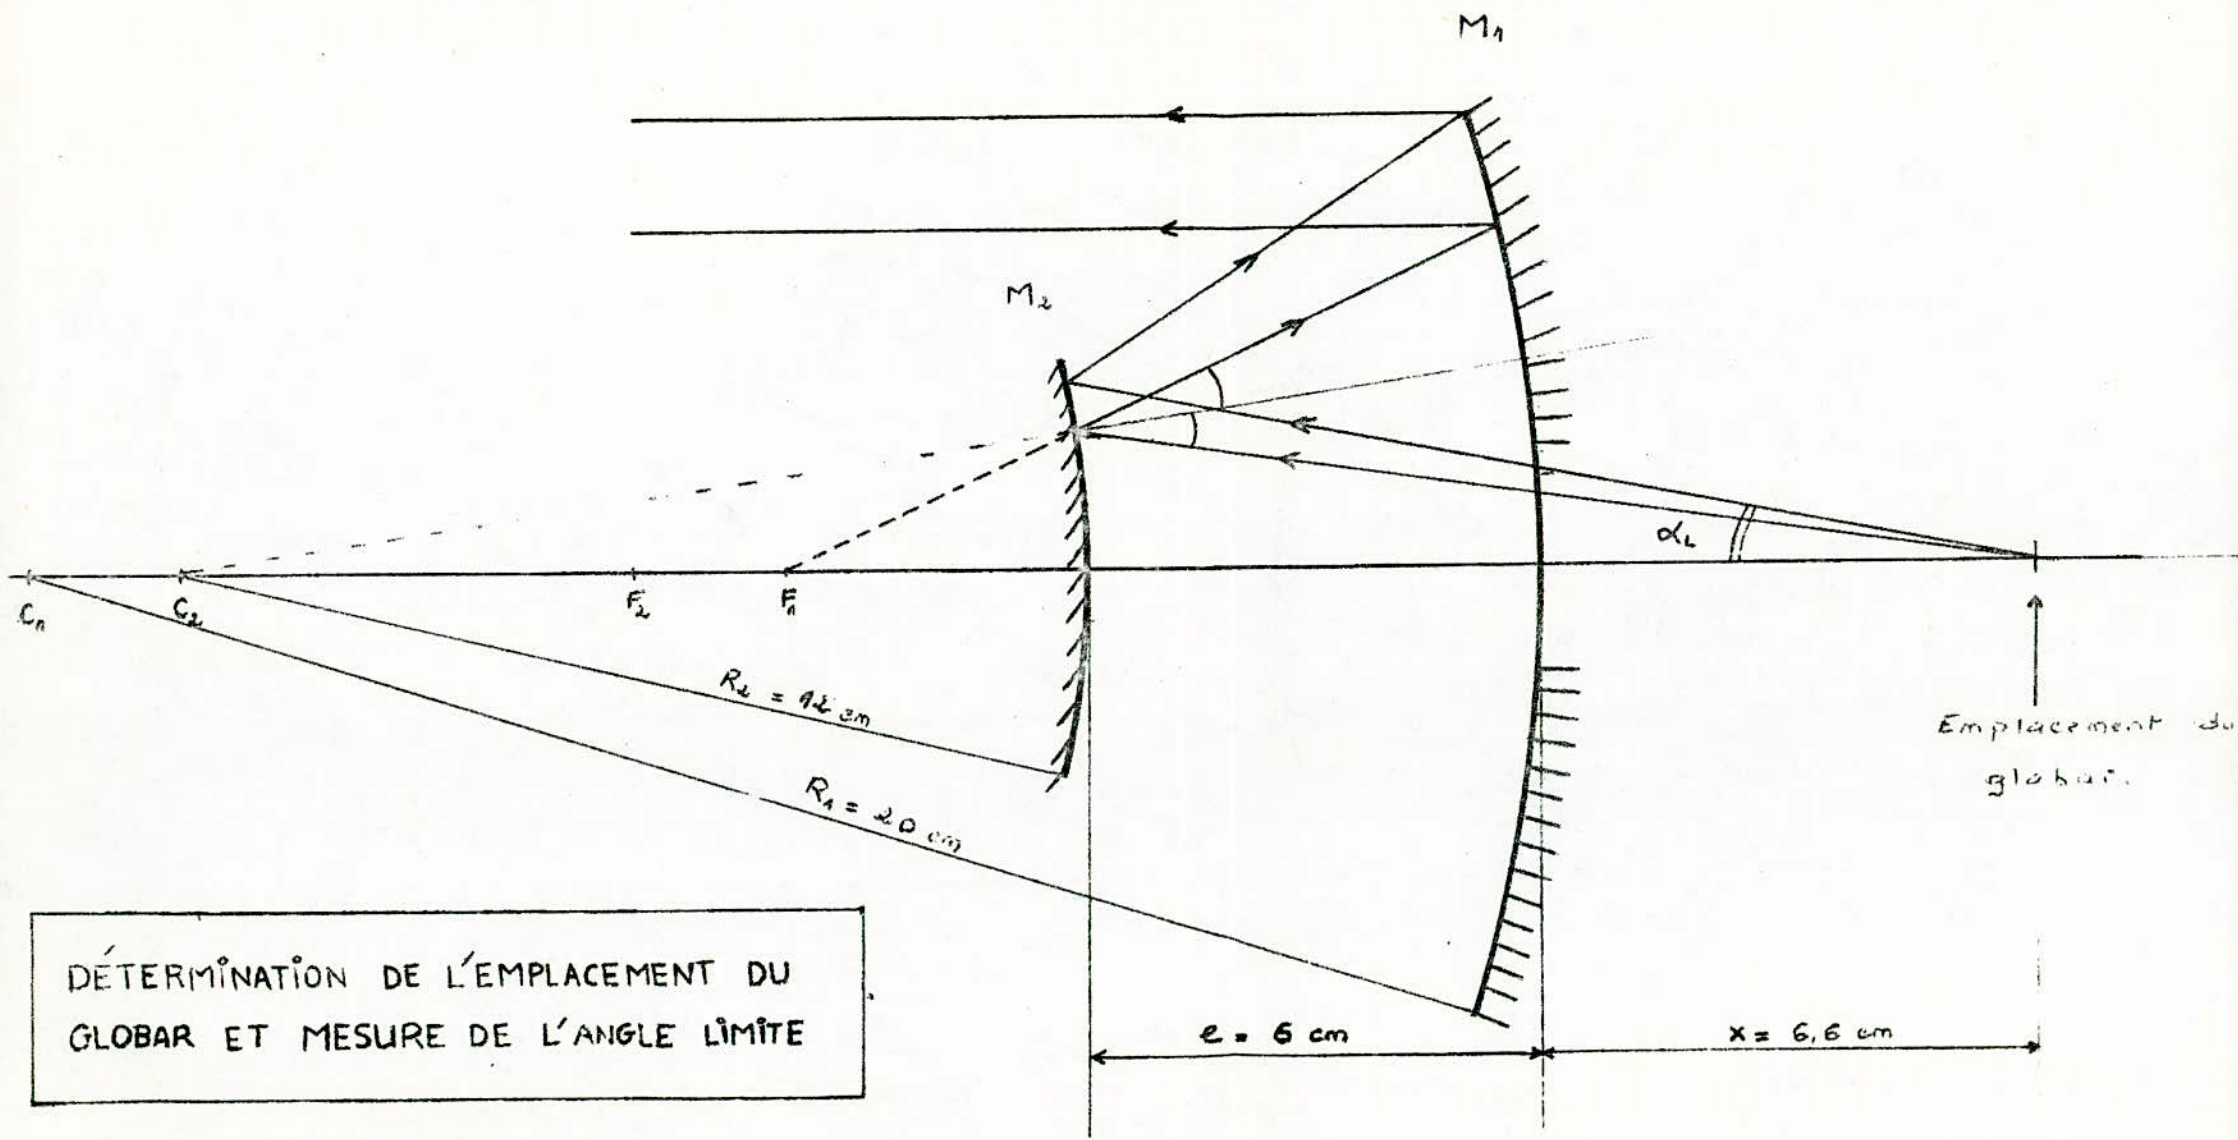 M₁
M₂
αL
C₁
C₂
F₂
F₁
R₂ = 12 cm
R₁ = 20 cm
Emplacement du
globar.
DÉTERMINATION DE L'EMPLACEMENT DU
GLOBAR ET MESURE DE L'ANGLE LIMITE
e = 6 cm
x = 6,6 cm